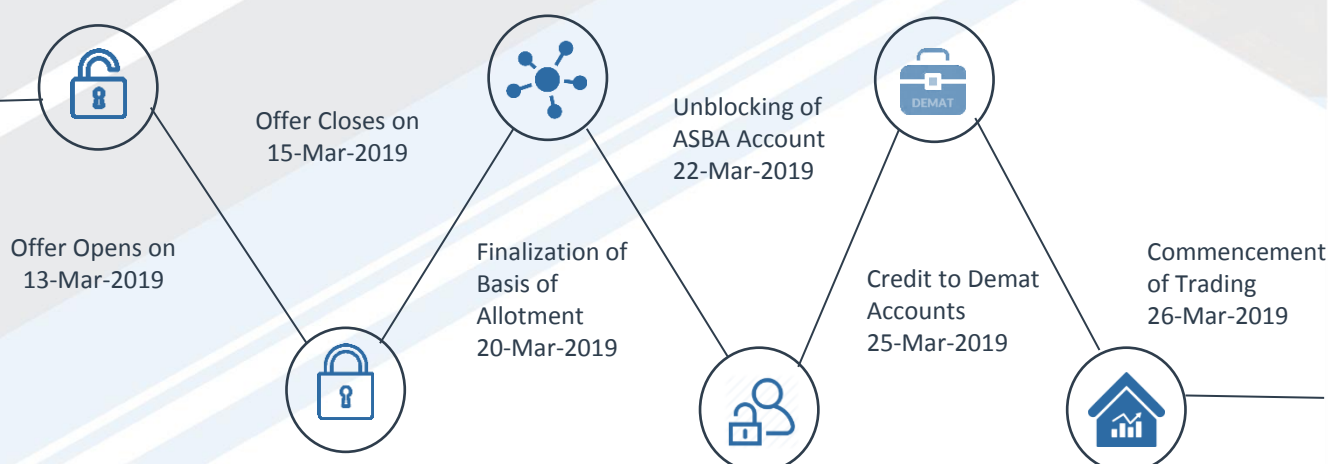 Offer Opens on
13-Mar-2019
Offer Closes on
15-Mar-2019
Finalization of
Basis of
Allotment
20-Mar-2019
Unblocking of
ASBA Account
22-Mar-2019
DEMAT
Credit to Demat
Accounts
25-Mar-2019
Commencement
of Trading
26-Mar-2019